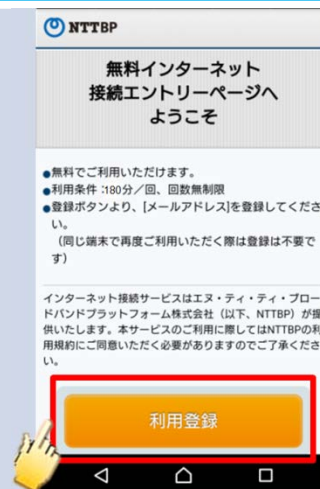 NTTBP
無料インターネット
接続エントリーページへ
ようこそ
●無料でご利用いただけます。
●利用条件:180分/回、回数無制限
●登録ボタンより、[メールアドレス]を登録してくださ
い。
(同じ端末で再度ご利用いただく際は登録は不要で
す)
インターネット接続サービスはエヌ・ティ・ティ・ブロー
ドバンドプラットフォーム株式会社(以下、NTTBP)が提
供いたします。本サービスのご利用に際してはNTTBPの利
用規約にご同意いただく必要がありますのでご了承くださ
い。
利用登録